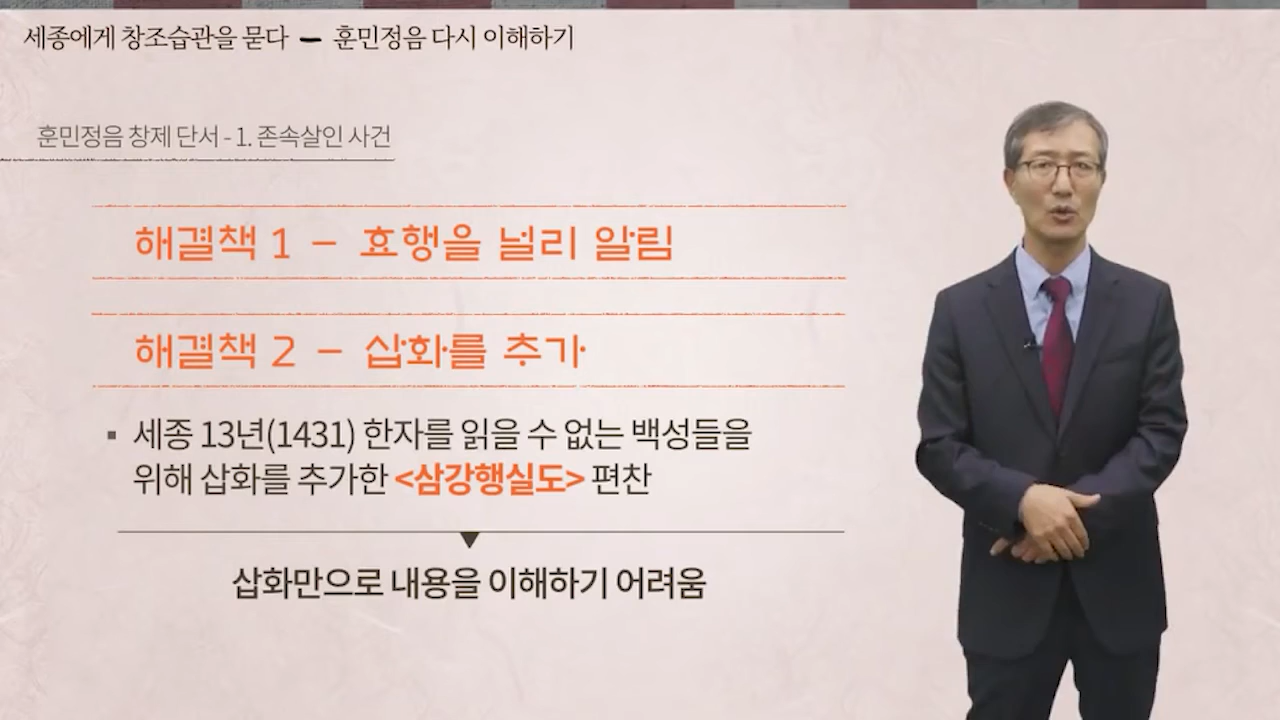 세종에게 창조습관을 묻다 – 훈민정음 다시 이해하기
훈민정음 창제 단서 - 1. 존속살인 사건
해결책 1 – 효행을 널리 알림
해결책 2 – 삽화를 추가
▪ 세종 13년(1431) 한자를 읽을 수 없는 백성들을
위해 삽화를 추가한 <삼강행실도> 편찬
삽화만으로 내용을 이해하기 어려움